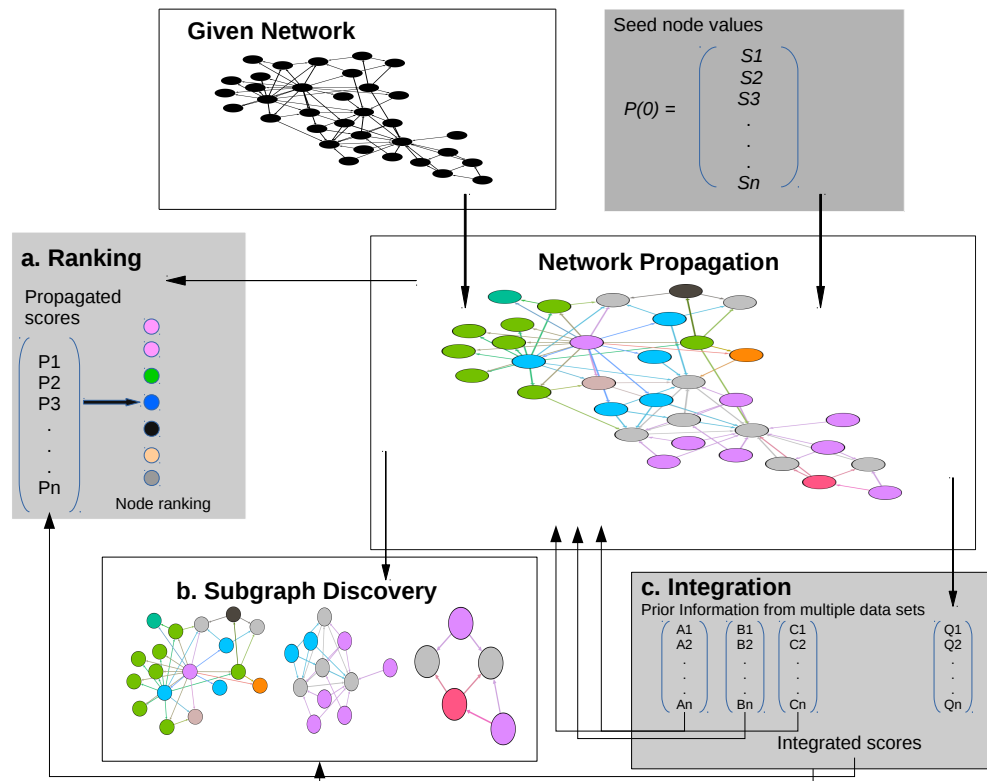 Given Network
Seed node values
P(0) =
S1
S2
S3
.
.
.
Sn
a. Ranking
Propagated
scores
P1
P2
P3
.
.
.
Pn
Node ranking
Network Propagation
b. Subgraph Discovery
c. Integration
Prior Information from multiple data sets
A1 B1 C1 Q1
A2 B2 C2 Q2
. . . .
. . . .
. . . .
An Bn Cn Qn
Integrated scores